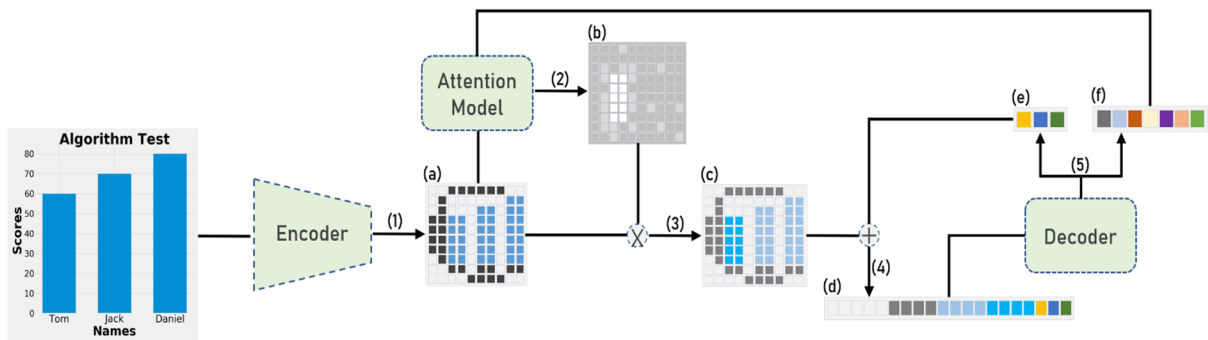 Algorithm Test
80
70
60
50
40
30
20
10
0
Scores
Tom Jack Daniel
Names
Encoder
(1)
(a)
Attention
Model
(2)
(b)
X
(3)
(c)
+
(4)
(d)
(e)
(f)
(5)
Decoder